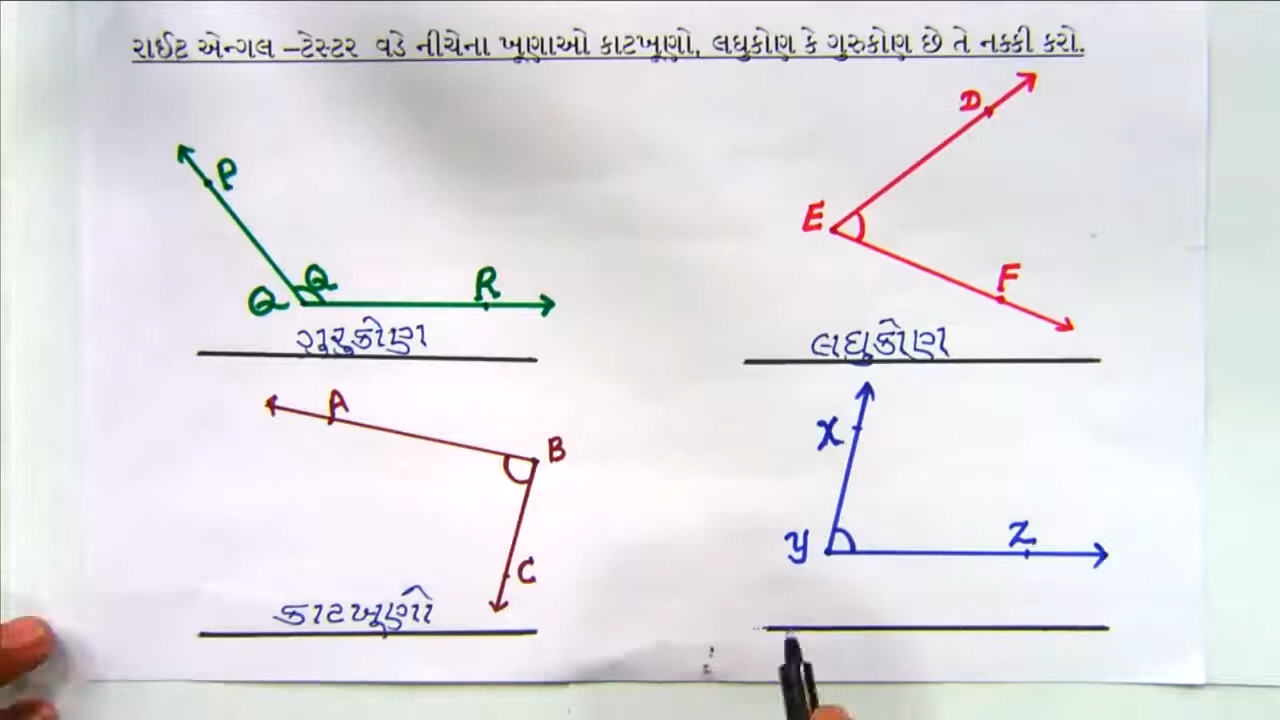 રાઈટ એન્ગલ –ટેસ્ટર વડે નીચેના ખૂણાઓ કાટખૂણો, લઘુકોણ કે ગુરુકોણ છે તે નક્કી કરો.
P
Q
Q
R
ગુરુકોણ
D
E
F
લઘુકોણ
A
B
C
કાટખૂણો
X
Y
Z